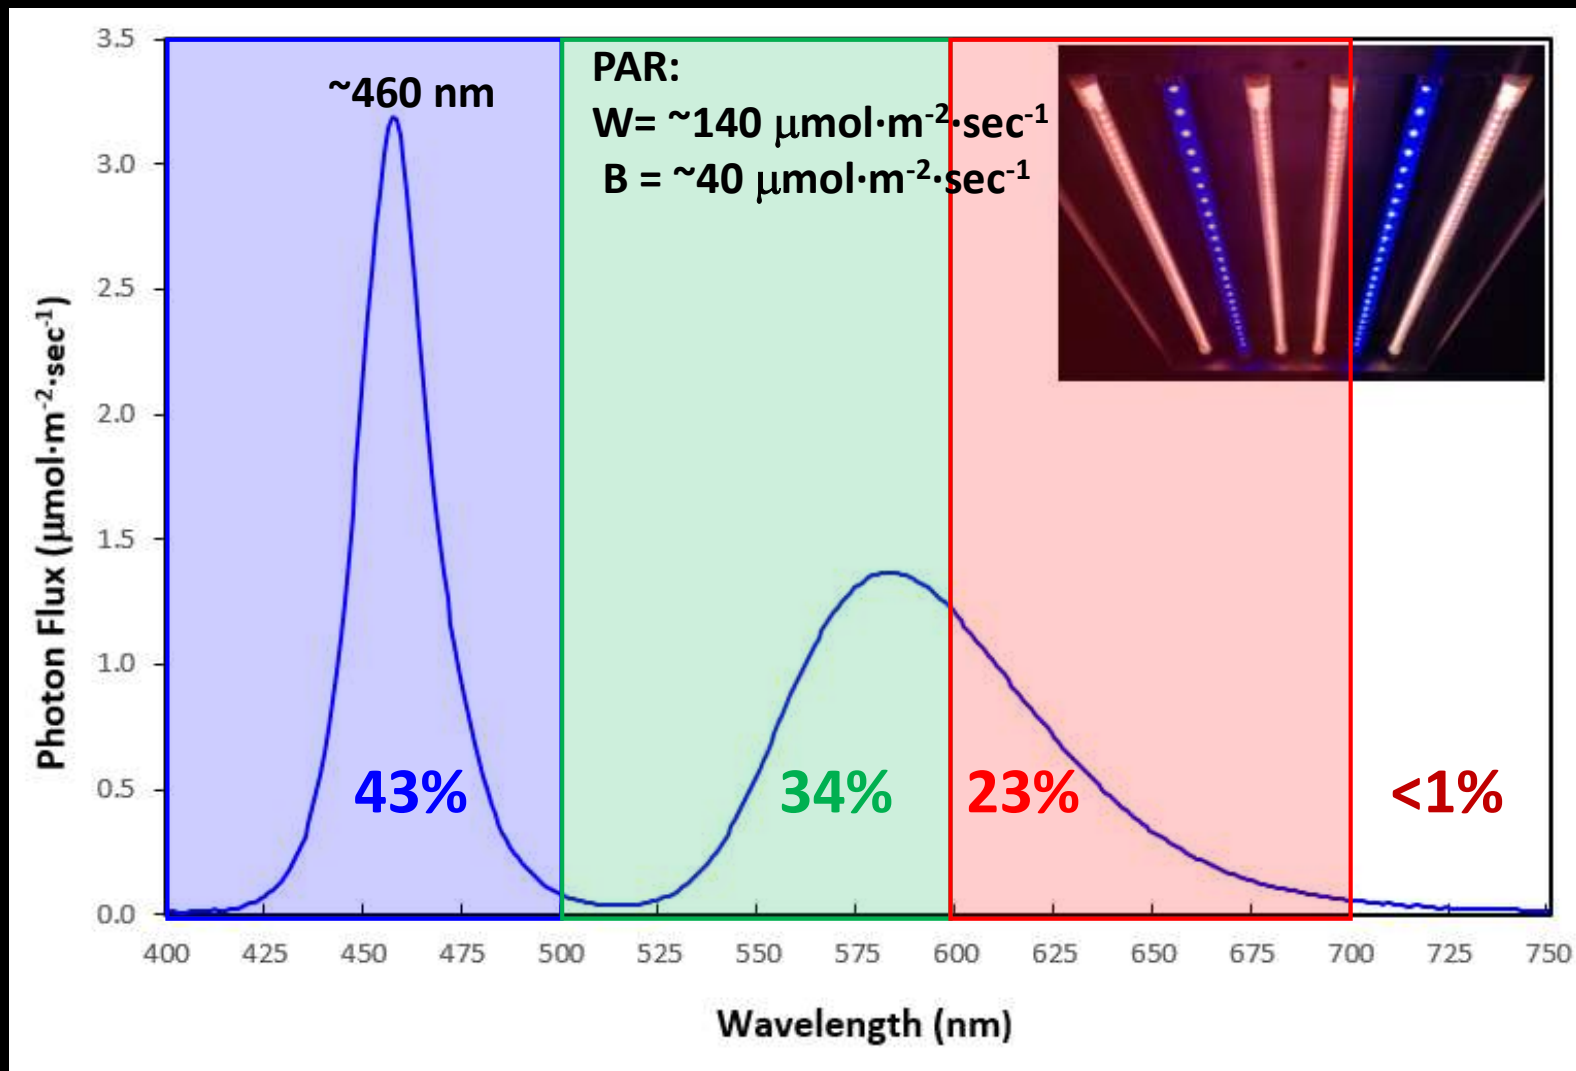 ~460 nm
PAR:
W= ~140 μmol·m⁻²·sec⁻¹
B = ~40 μmol·m⁻²·sec⁻¹
3.5
3.0
2.5
2.0
1.5
1.0
0.5
0.0
Photon Flux (μmol·m⁻²·sec⁻¹)
43%
34%
23%
<1%
400 425 450 475 500 525 550 575 600 625 650 675 700 725 750
Wavelength (nm)